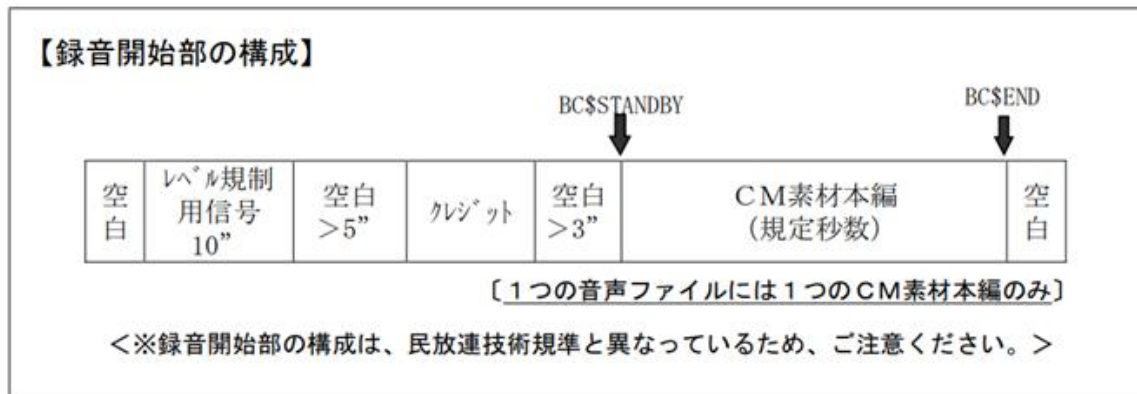 【録音開始部の構成】
BC$STANDBY
BC$END
空白
ﾚﾍﾞﾙ規制
用信号
10”
空白
>5”
ｸﾚｼﾞｯﾄ
空白
>3”
ＣＭ素材本編
(規定秒数)
空白
〔１つの音声ファイルには１つのＣＭ素材本編のみ〕
＜※録音開始部の構成は、民放連技術規準と異なっているため、ご注意ください。＞